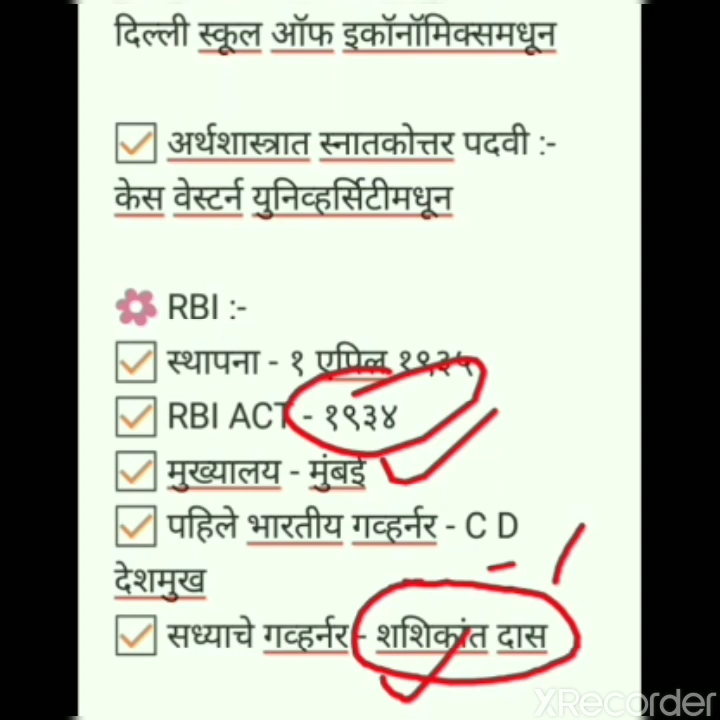 दिल्ली स्कूल ऑफ इकॉनॉमिक्समधून
अर्थशास्त्रात स्नातकोत्तर पदवी :-
केस वेस्टर्न युनिव्हर्सिटीमधून
RBI :-
स्थापना - १ एप्रिल १९३५
RBI ACT - १९३४
मुख्यालय - मुंबई
पहिले भारतीय गव्हर्नर - C D
देशमुख
सध्याचे गव्हर्नर - शशिकांत दास
XRecorder